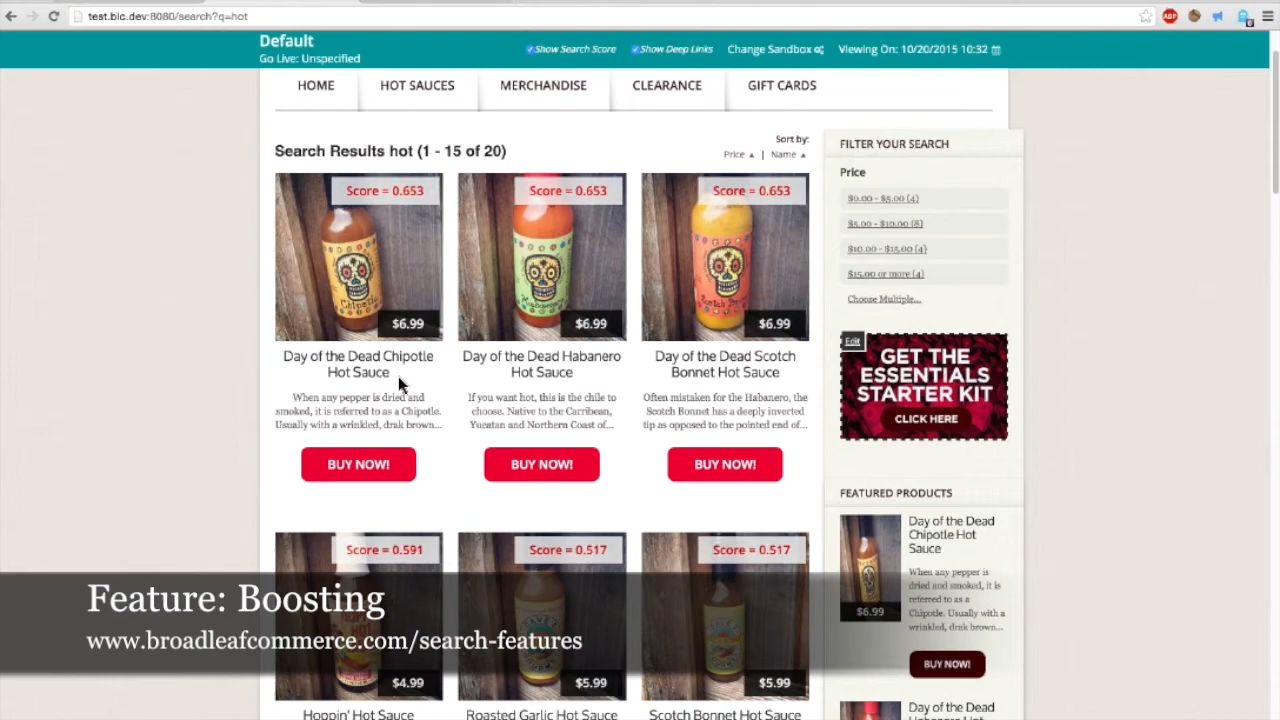 test.blc.dev:8080/search?q=hot
ABP
Default
Go Live: Unspecified
Show Search Score
Show Deep Links
Change Sandbox
Viewing On: 10/20/2015 10:32
HOME
HOT SAUCES
MERCHANDISE
CLEARANCE
GIFT CARDS
Search Results hot (1 - 15 of 20)
Sort by:
Price ▲ | Name ▲
Score = 0.653
Score = 0.653
Score = 0.653
Chipotle
Habanero
Scotch Bonnet
$6.99
$6.99
$6.99
Day of the Dead Chipotle
Hot Sauce
Day of the Dead Habanero
Hot Sauce
Day of the Dead Scotch
Bonnet Hot Sauce
When any pepper is dried and
smoked, it is referred to as a Chipotle.
Usually with a wrinkled, drak brown...
If you want hot, this is the chile to
choose. Native to the Carribean,
Yucatan and Northern Coast of...
Often mistaken for the Habanero, the
Scotch Bonnet has a deeply inverted
tip as opposed to the pointed end of...
BUY NOW!
BUY NOW!
BUY NOW!
Score = 0.591
Score = 0.517
Score = 0.517
$4.99
$5.99
$5.99
Hoppin' Hot Sauce
Roasted Garlic Hot Sauce
Scotch Bonnet Hot Sauce
FILTER YOUR SEARCH
Price
$0.00 - $5.00 (4)
$5.00 - $10.00 (8)
$10.00 - $15.00 (4)
$15.00 or more (4)
Choose Multiple...
Edit
GET THE
ESSENTIALS
STARTER KIT
CLICK HERE
FEATURED PRODUCTS
Day of the Dead
Chipotle Hot
Sauce
When any pepper is
dried and smoked, it is
referred to as a
Chipotle. Usually with a
wrinkled, drak brown...
$6.99
BUY NOW!
Day of the Dead
Feature: Boosting
www.broadleafcommerce.com/search-features